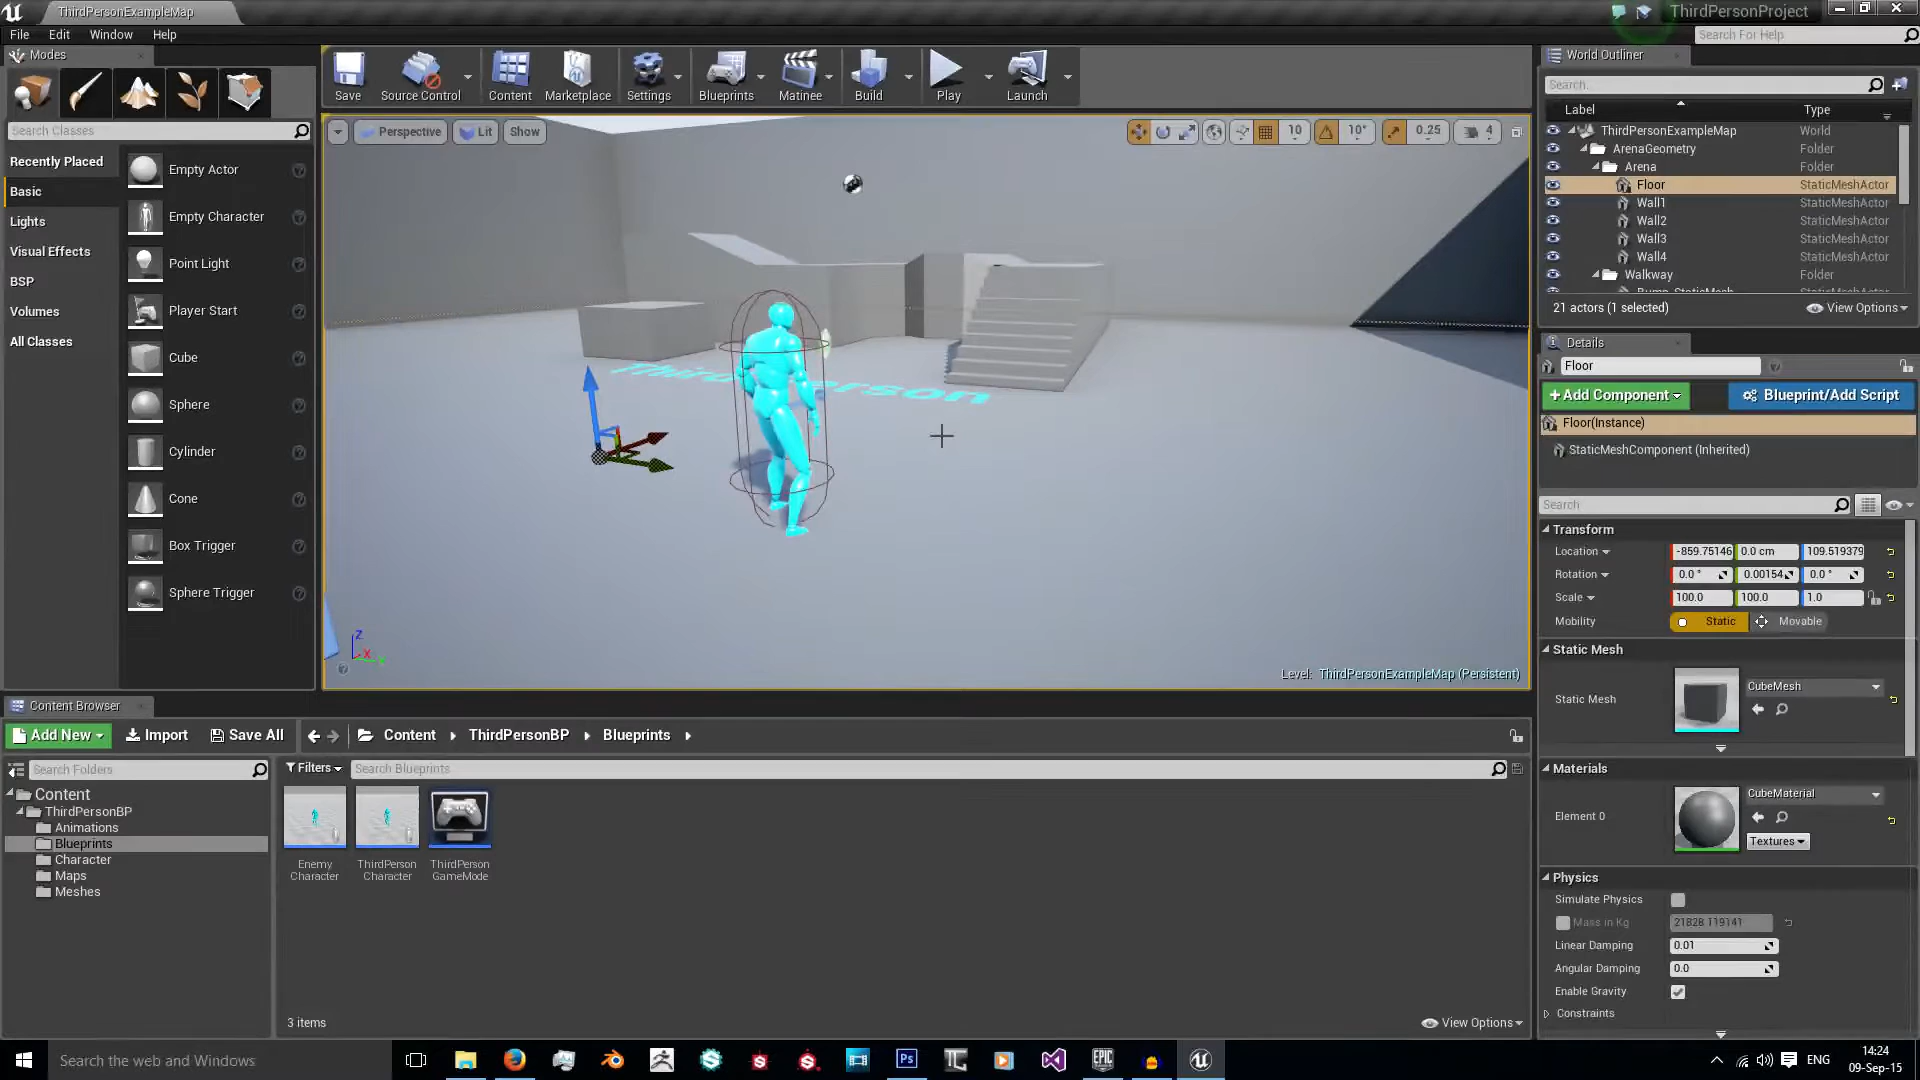 ThirdPersonExampleMap
ThirdPersonProject
File Edit Window Help
Search For Help
Modes
Search Classes
Recently Placed
Basic
Lights
Visual Effects
BSP
Volumes
All Classes
Empty Actor
Empty Character
Point Light
Player Start
Cube
Sphere
Cylinder
Cone
Box Trigger
Sphere Trigger
Save Source Control Content Marketplace Settings Blueprints Matinee Build Play Launch
Perspective Lit Show
10 10° 0.25 4
ThirdPerson
Z
X
Level: ThirdPersonExampleMap (Persistent)
World Outliner
Search...
Label Type
ThirdPersonExampleMap World
ArenaGeometry Folder
Arena Folder
Floor StaticMeshActor
Wall1 StaticMeshActor
Wall2 StaticMeshActor
Wall3 StaticMeshActor
Wall4 StaticMeshActor
Walkway Folder
Bump_StaticMesh
21 actors (1 selected) View Options
Details
Floor
+Add Component Blueprint/Add Script
Floor(Instance)
StaticMeshComponent (Inherited)
Search
Transform
Location -859.75146 0.0 cm 109.519379
Rotation 0.0 ° 0.00154 0.0 °
Scale 100.0 100.0 1.0
Mobility Static Movable
Static Mesh
Static Mesh CubeMesh
Materials
Element 0 CubeMaterial
Textures
Physics
Simulate Physics
Mass in Kg 21828.119141
Linear Damping 0.01
Angular Damping 0.0
Enable Gravity
Constraints
Content Browser
Add New Import Save All Content ThirdPersonBP Blueprints
Search Folders
Content
ThirdPersonBP
Animations
Blueprints
Character
Maps
Meshes
Filters Search Blueprints
Enemy Character
ThirdPerson Character
ThirdPerson GameMode
3 items View Options
Search the web and Windows
Ps
EPIC
ENG
14:24
09-Sep-15